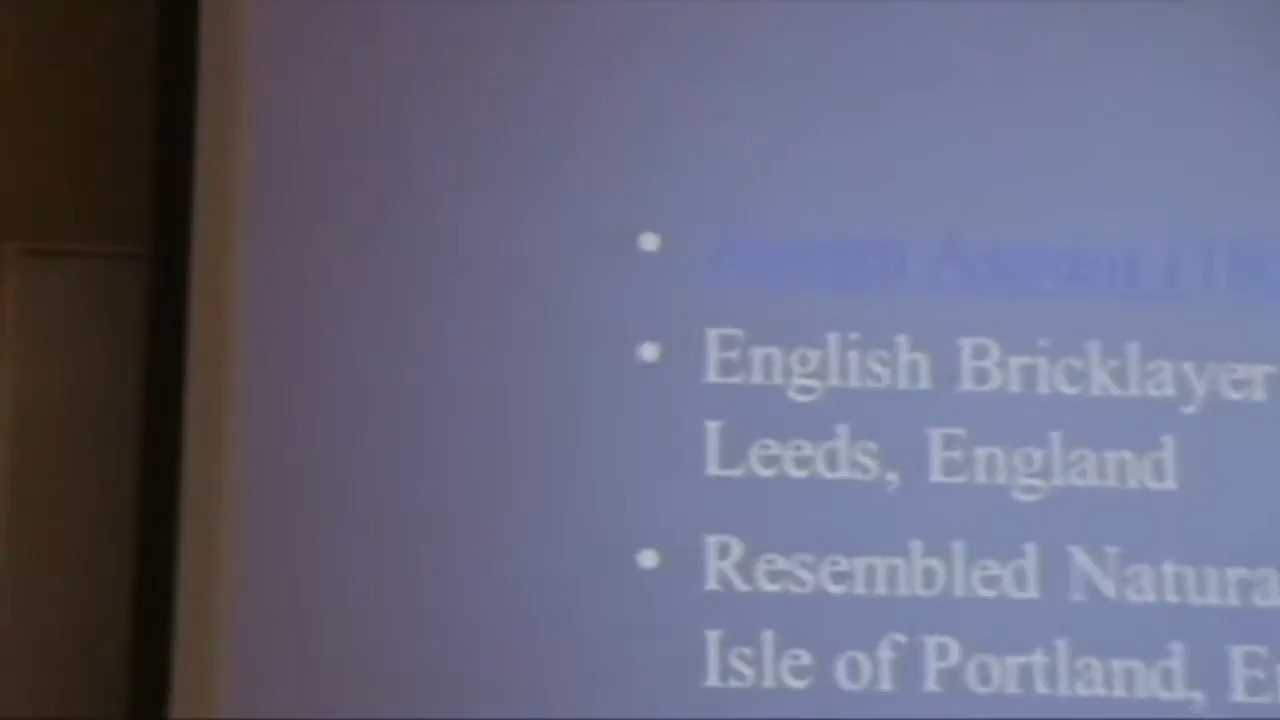 English Bricklayer
Leeds, England
Resembled Natura
Isle of Portland,